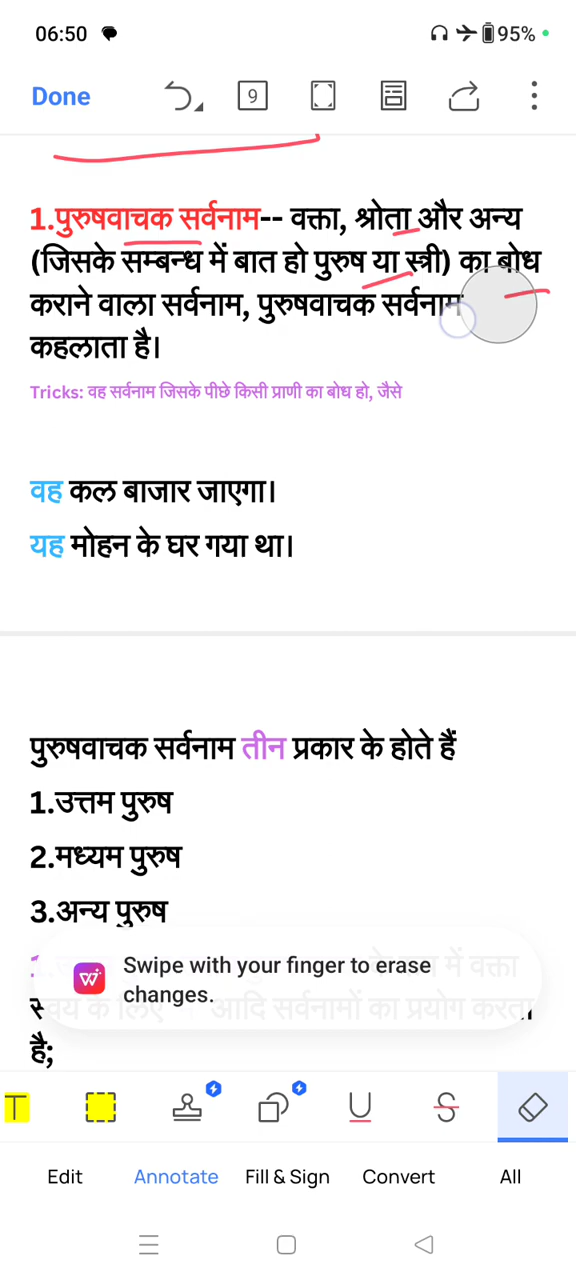 06:50
95%
Done
9
1.पुरुषवाचक सर्वनाम-- वक्ता, श्रोता और अन्य
(जिसके सम्बन्ध में बात हो पुरुष या स्त्री) का बोध
कराने वाला सर्वनाम, पुरुषवाचक सर्वनाम
कहलाता है।
Tricks: वह सर्वनाम जिसके पीछे किसी प्राणी का बोध हो, जैसे
वह कल बाजार जाएगा।
यह मोहन के घर गया था।
पुरुषवाचक सर्वनाम तीन प्रकार के होते हैं
1.उत्तम पुरुष
2.मध्यम पुरुष
3.अन्य पुरुष
में वक्ता
Swipe with your finger to erase
changes.
के लिए आदि सर्वनामों का प्रयोग करता
है;
T
U
S
Edit Annotate Fill & Sign Convert All